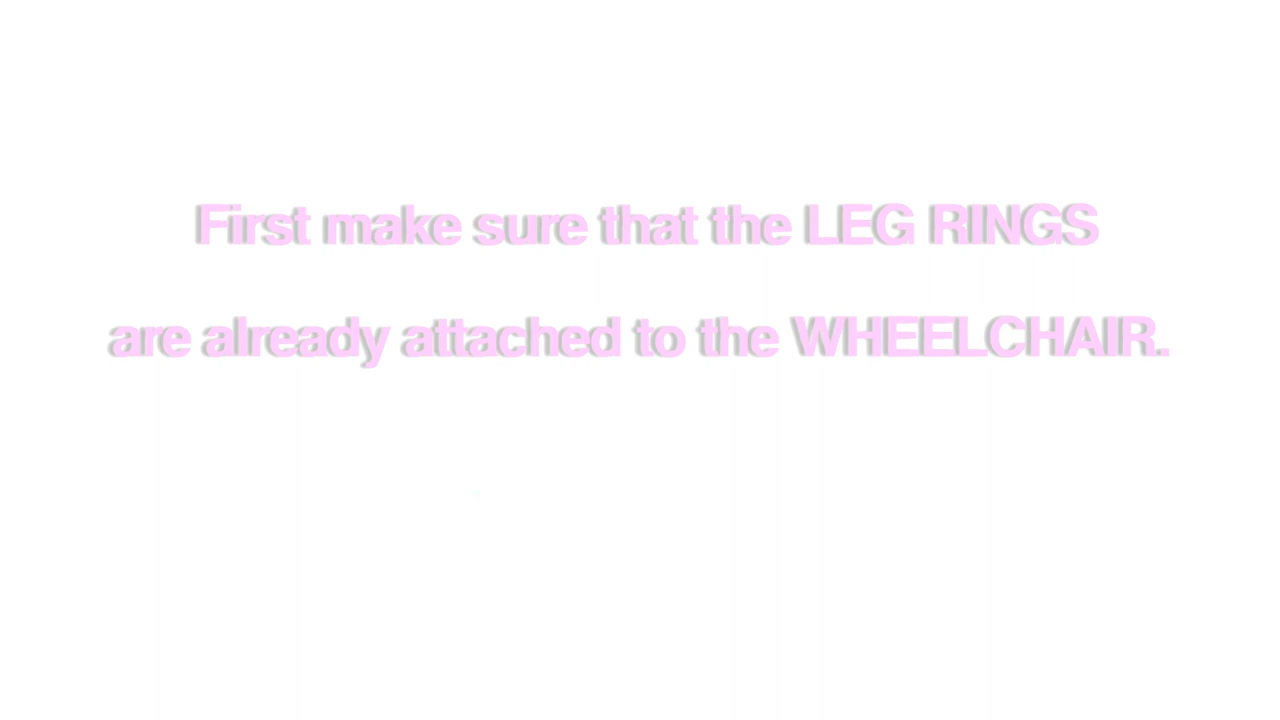 First make sure that the LEG RINGS
are already attached to the WHEELCHAIR.